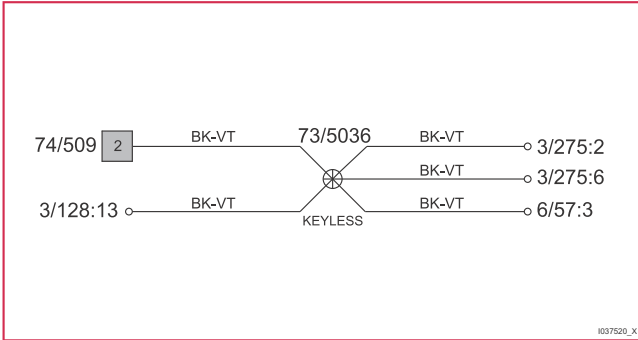 BK-VT 73/5036 BK-VT
74/509 2 3/275:2
BK-VT
3/275:6
BK-VT BK-VT
3/128:13 6/57:3
KEYLESS
I037520_X